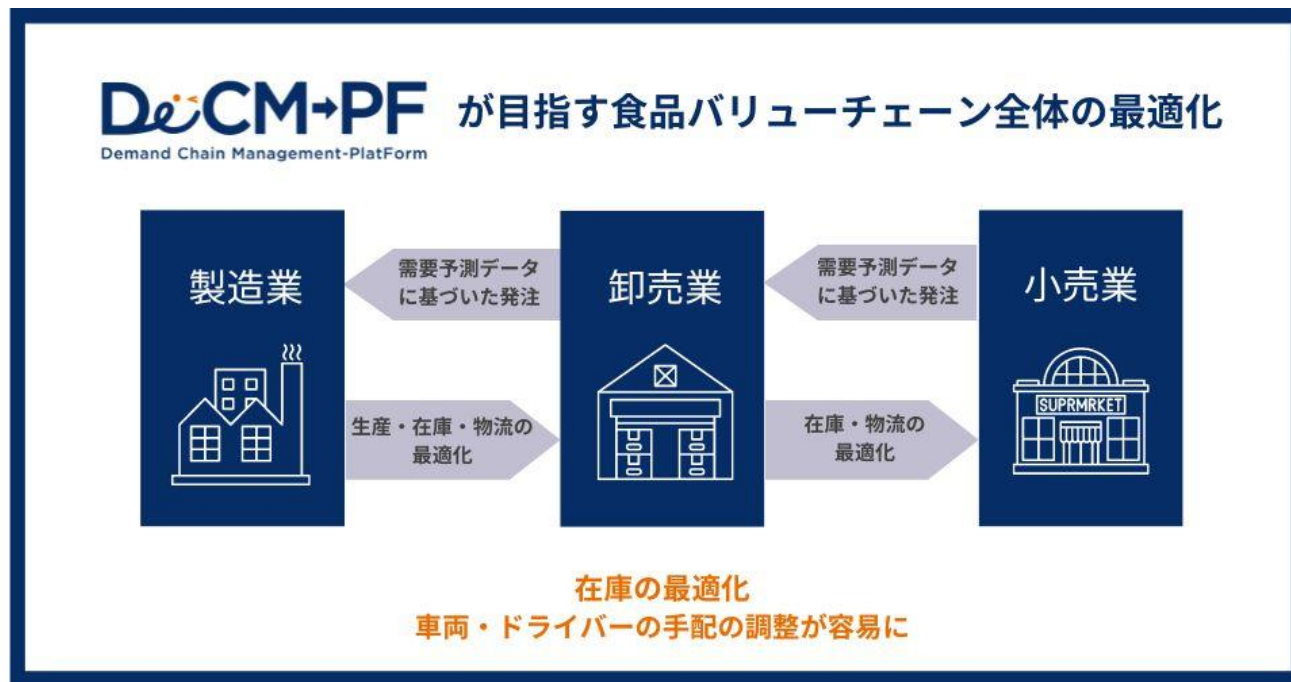 DeCM→PF が目指す食品バリューチェーン全体の最適化
Demand Chain Management-PlatForm
製造業
需要予測データ
に基づいた発注
卸売業
需要予測データ
に基づいた発注
小売業
生産・在庫・物流の
最適化
在庫・物流の
最適化
SUPRMRKET
在庫の最適化
車両・ドライバーの手配の調整が容易に